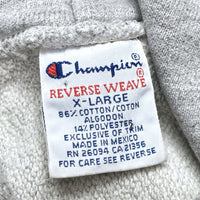 Champion®
REVERSE WEAVE®
X-LARGE
86% COTTON/COTON
ALGODON
14% POLYESTER
EXCLUSIVE OF TRIM
MADE IN MEXICO
RN 26094 CA 21356
FOR CARE SEE REVERSE